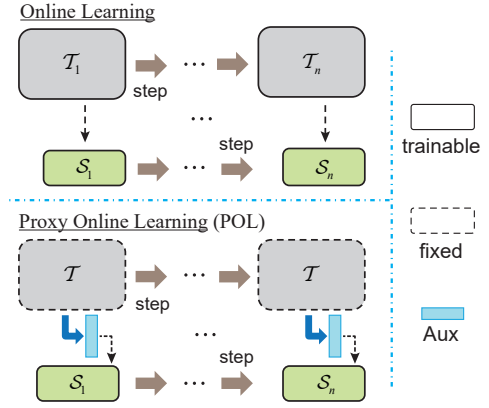 Online Learning
𝒯₁ ... 𝒯ₙ
step
...
step
𝒮₁ ... 𝒮ₙ
trainable
Proxy Online Learning (POL)
fixed
𝒯 ... 𝒯
step
...
Aux
step
𝒮₁ ... 𝒮ₙ